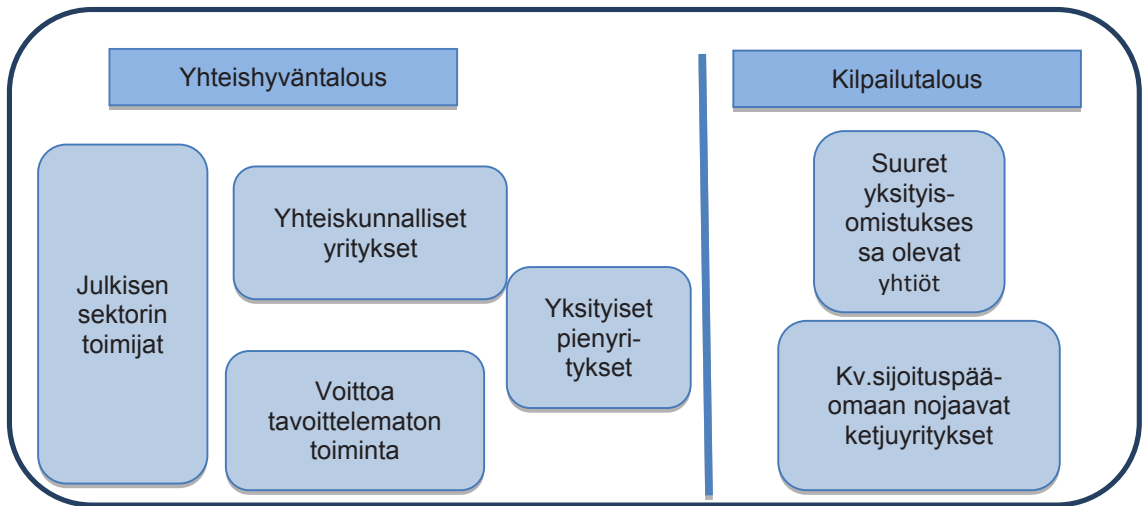 Yhteishyväntalous
Kilpailutalous
Julkisen
sektorin
toimijat
Yhteiskunnalliset
yritykset
Voittoa
tavoittelematon
toiminta
Yksityiset
pienyri-
tykset
Suuret
yksityis-
omistukses
sa olevat
yhtiöt
Kv.sijoituspää-
omaan nojaavat
ketjuyritykset